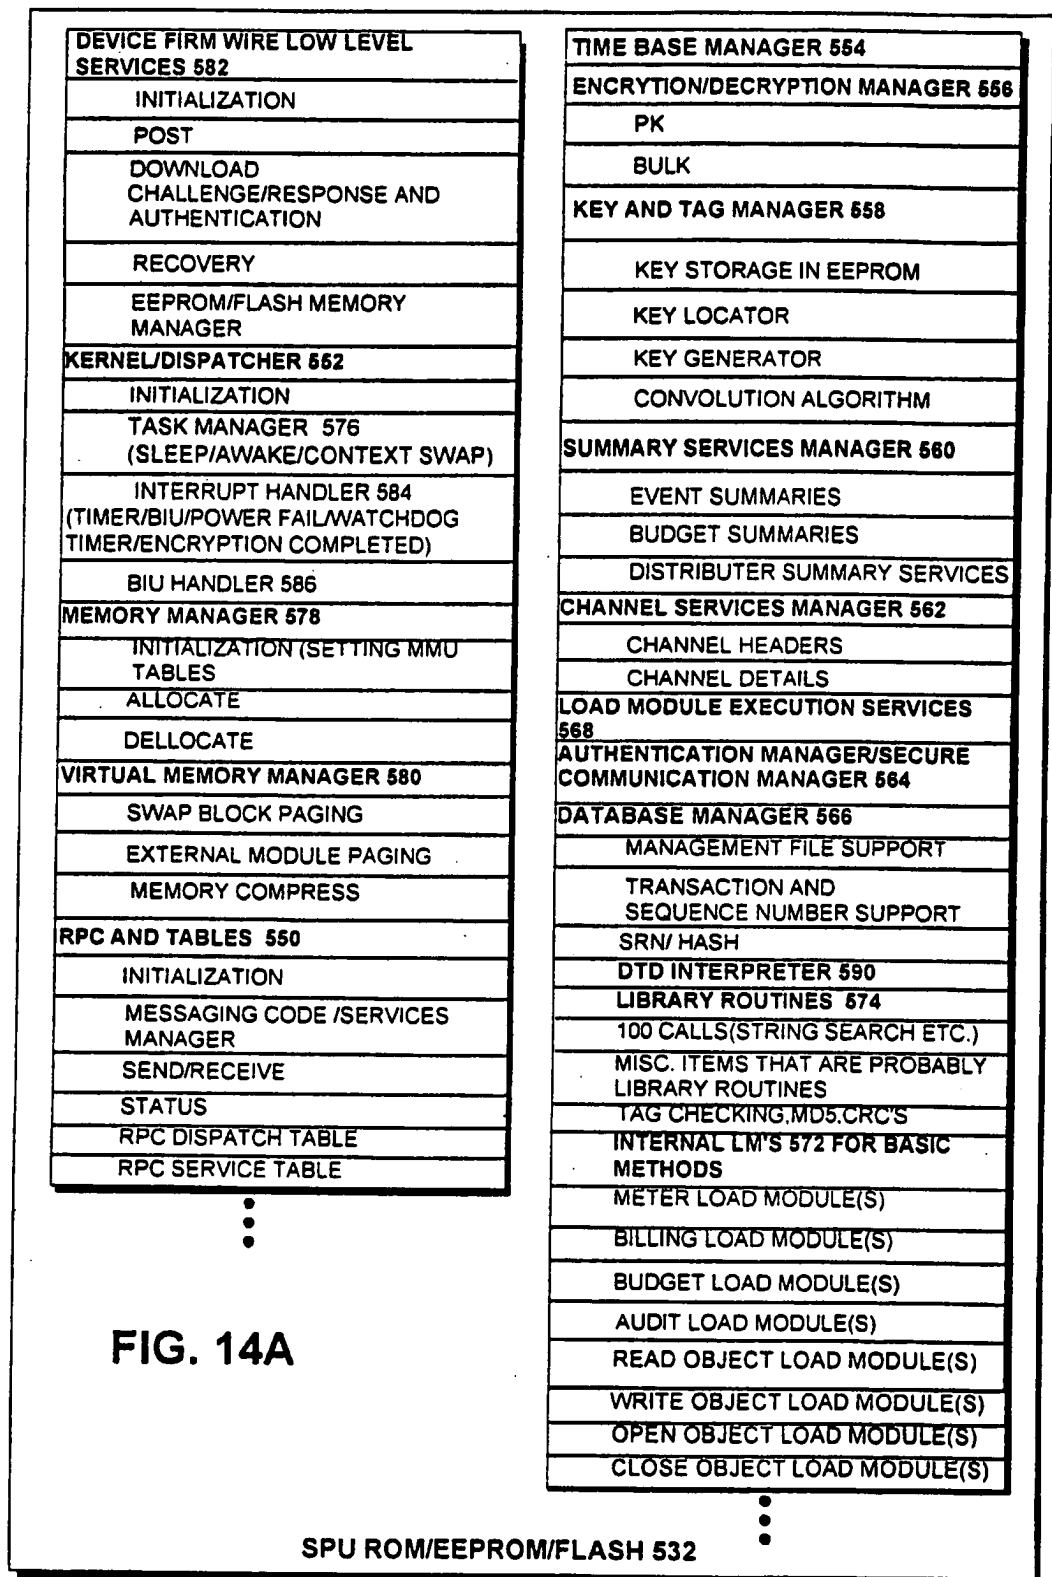 DEVICE FIRM WIRE LOW LEVEL
SERVICES 582
INITIALIZATION
POST
DOWNLOAD
CHALLENGE/RESPONSE AND
AUTHENTICATION
RECOVERY
EEPROM/FLASH MEMORY
MANAGER
KERNEL/DISPATCHER 552
INITIALIZATION
TASK MANAGER 576
(SLEEP/AWAKE/CONTEXT SWAP)
INTERRUPT HANDLER 584
(TIMER/BIU/POWER FAIL/WATCHDOG
TIMER/ENCRYPTION COMPLETED)
BIU HANDLER 586
MEMORY MANAGER 578
INITIALIZATION (SETTING MMU
TABLES
ALLOCATE
DELLOCATE
VIRTUAL MEMORY MANAGER 580
SWAP BLOCK PAGING
EXTERNAL MODULE PAGING
MEMORY COMPRESS
RPC AND TABLES 550
INITIALIZATION
MESSAGING CODE /SERVICES
MANAGER
SEND/RECEIVE
STATUS
RPC DISPATCH TABLE
RPC SERVICE TABLE
TIME BASE MANAGER 554
ENCRYTION/DECRYPTION MANAGER 556
PK
BULK
KEY AND TAG MANAGER 558
KEY STORAGE IN EEPROM
KEY LOCATOR
KEY GENERATOR
CONVOLUTION ALGORITHM
SUMMARY SERVICES MANAGER 560
EVENT SUMMARIES
BUDGET SUMMARIES
DISTRIBUTER SUMMARY SERVICES
CHANNEL SERVICES MANAGER 562
CHANNEL HEADERS
CHANNEL DETAILS
LOAD MODULE EXECUTION SERVICES
568
AUTHENTICATION MANAGER/SECURE
COMMUNICATION MANAGER 564
DATABASE MANAGER 566
MANAGEMENT FILE SUPPORT
TRANSACTION AND
SEQUENCE NUMBER SUPPORT
SRN/ HASH
DTD INTERPRETER 590
LIBRARY ROUTINES 574
100 CALLS(STRING SEARCH ETC.)
MISC. ITEMS THAT ARE PROBABLY
LIBRARY ROUTINES
TAG CHECKING,MD5,CRC'S
INTERNAL LM'S 572 FOR BASIC
METHODS
METER LOAD MODULE(S)
BILLING LOAD MODULE(S)
BUDGET LOAD MODULE(S)
AUDIT LOAD MODULE(S)
READ OBJECT LOAD MODULE(S)
WRITE OBJECT LOAD MODULE(S)
OPEN OBJECT LOAD MODULE(S)
CLOSE OBJECT LOAD MODULE(S)
FIG. 14A
SPU ROM/EEPROM/FLASH 532